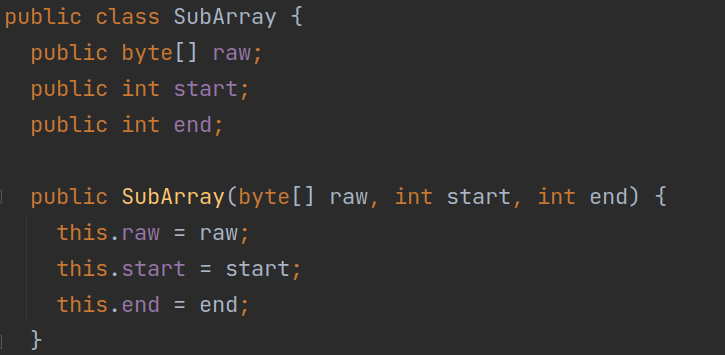 public class SubArray {
public byte[] raw;
public int start;
public int end;
public SubArray(byte[] raw, int start, int end) {
this.raw = raw;
this.start = start;
this.end = end;
}